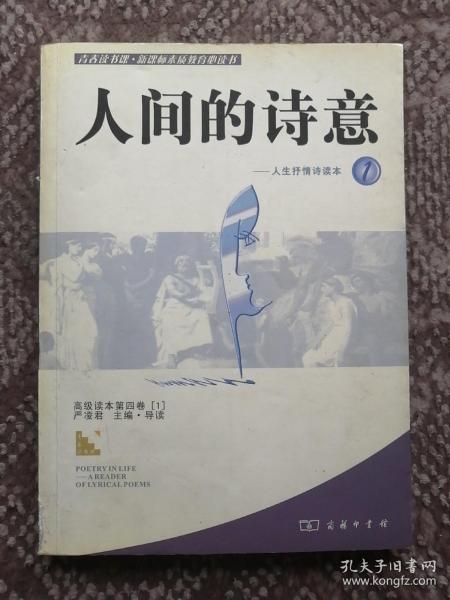 青春读书课·新课标素质教育必读书
人间的诗意
——人生抒情诗读本
1
高级读本第四卷 [1]
严凌君 主编·导读
POETRY IN LIFE
——A READER
OF LYRICAL POEMS
商务印书馆
孔夫子旧书网
www.kongfz.com